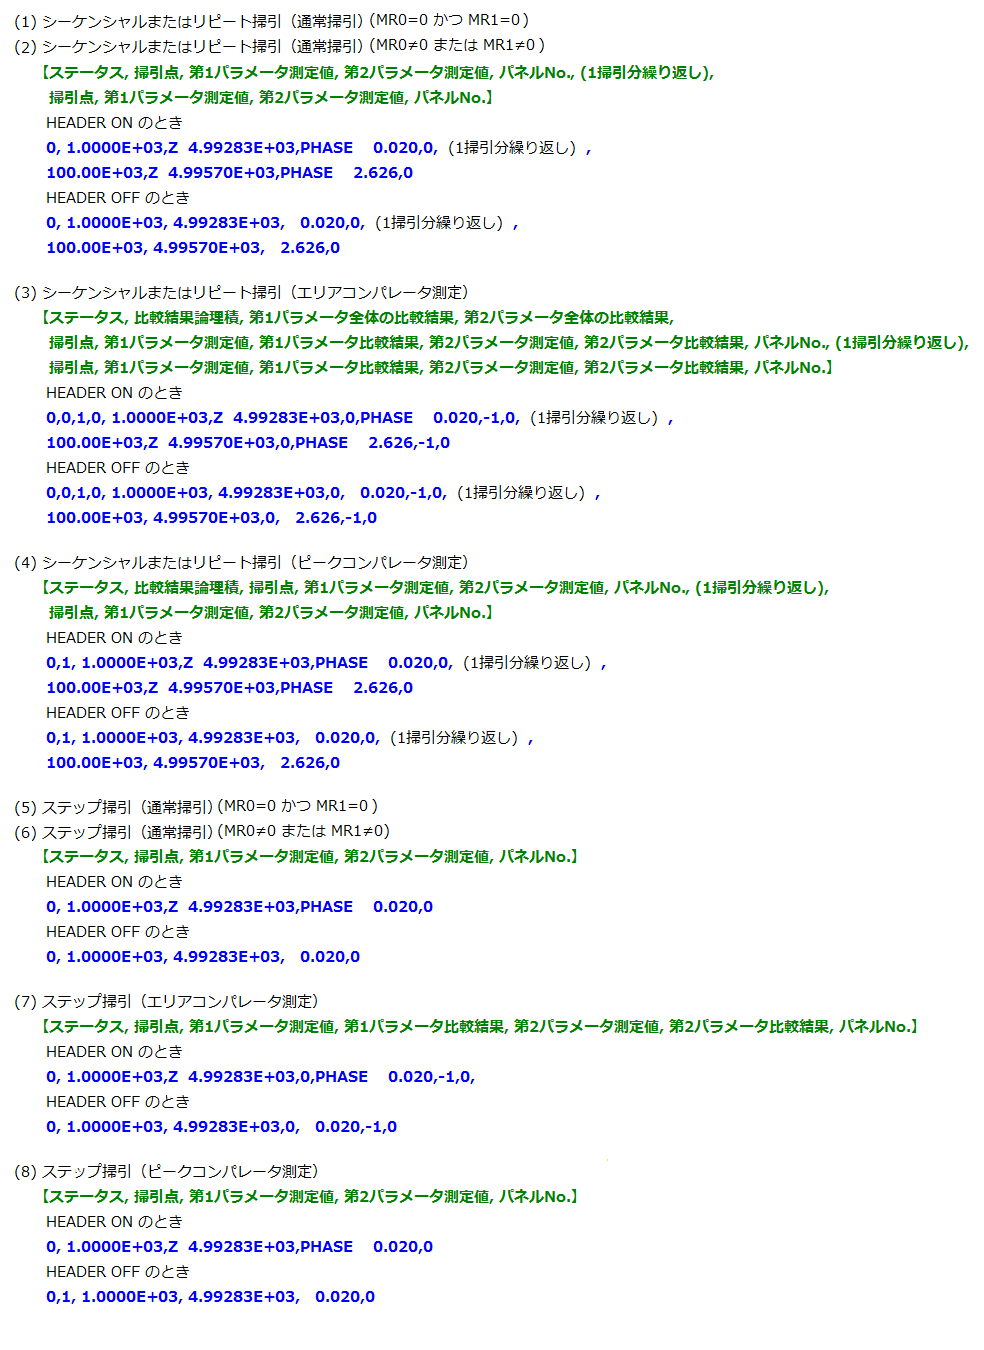 (1) シーケンシャルまたはリピート掃引（通常掃引）(MR0=0 かつ MR1=0 )
(2) シーケンシャルまたはリピート掃引（通常掃引）(MR0≠0 または MR1≠0 )
【ステータス, 掃引点, 第1パラメータ測定値, 第2パラメータ測定値, パネルNo., (1掃引分繰り返し),
掃引点, 第1パラメータ測定値, 第2パラメータ測定値, パネルNo.】
HEADER ON のとき
0, 1.0000E+03,Z  4.99283E+03,PHASE    0.020,0,  (1掃引分繰り返し)  ,
100.00E+03,Z  4.99570E+03,PHASE    2.626,0
HEADER OFF のとき
0, 1.0000E+03, 4.99283E+03,   0.020,0,  (1掃引分繰り返し)  ,
100.00E+03, 4.99570E+03,   2.626,0
(3) シーケンシャルまたはリピート掃引（エリアコンパレータ測定）
【ステータス, 比較結果論理積, 第1パラメータ全体の比較結果, 第2パラメータ全体の比較結果,
掃引点, 第1パラメータ測定値, 第1パラメータ比較結果, 第2パラメータ測定値, 第2パラメータ比較結果, パネルNo., (1掃引分繰り返し),
掃引点, 第1パラメータ測定値, 第1パラメータ比較結果, 第2パラメータ測定値, 第2パラメータ比較結果, パネルNo.】
HEADER ON のとき
0,0,1,0, 1.0000E+03,Z  4.99283E+03,0,PHASE    0.020,-1,0,  (1掃引分繰り返し)  ,
100.00E+03,Z  4.99570E+03,0,PHASE    2.626,-1,0
HEADER OFF のとき
0,0,1,0, 1.0000E+03, 4.99283E+03,0,   0.020,-1,0,  (1掃引分繰り返し)  ,
100.00E+03, 4.99570E+03,0,   2.626,-1,0
(4) シーケンシャルまたはリピート掃引（ピークコンパレータ測定）
【ステータス, 比較結果論理積, 掃引点, 第1パラメータ測定値, 第2パラメータ測定値, パネルNo., (1掃引分繰り返し),
掃引点, 第1パラメータ測定値, 第2パラメータ測定値, パネルNo.】
HEADER ON のとき
0,1, 1.0000E+03,Z  4.99283E+03,PHASE    0.020,0,  (1掃引分繰り返し)  ,
100.00E+03,Z  4.99570E+03,PHASE    2.626,0
HEADER OFF のとき
0,1, 1.0000E+03, 4.99283E+03,   0.020,0,  (1掃引分繰り返し)  ,
100.00E+03, 4.99570E+03,   2.626,0
(5) ステップ掃引（通常掃引）(MR0=0 かつ MR1=0 )
(6) ステップ掃引（通常掃引）(MR0≠0 または MR1≠0)
【ステータス, 掃引点, 第1パラメータ測定値, 第2パラメータ測定値, パネルNo.】
HEADER ON のとき
0, 1.0000E+03,Z  4.99283E+03,PHASE    0.020,0
HEADER OFF のとき
0, 1.0000E+03, 4.99283E+03,   0.020,0
(7) ステップ掃引（エリアコンパレータ測定）
【ステータス, 掃引点, 第1パラメータ測定値, 第1パラメータ比較結果, 第2パラメータ測定値, 第2パラメータ比較結果, パネルNo.】
HEADER ON のとき
0, 1.0000E+03,Z  4.99283E+03,0,PHASE    0.020,-1,0,
HEADER OFF のとき
0, 1.0000E+03, 4.99283E+03,0,   0.020,-1,0
(8) ステップ掃引（ピークコンパレータ測定）
【ステータス, 掃引点, 第1パラメータ測定値, 第2パラメータ測定値, パネルNo.】
HEADER ON のとき
0, 1.0000E+03,Z  4.99283E+03,PHASE    0.020,0
HEADER OFF のとき
0,1, 1.0000E+03, 4.99283E+03,   0.020,0